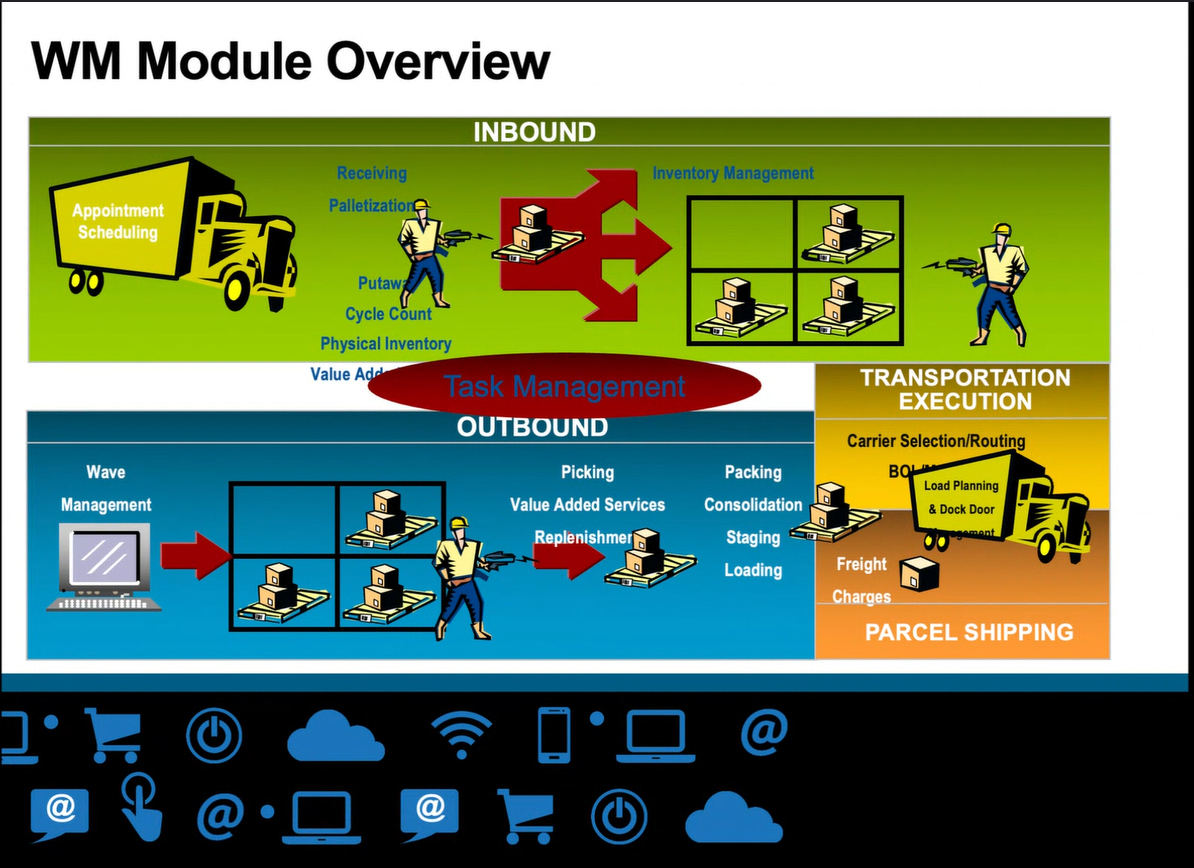 WM Module Overview
INBOUND
Appointment
Scheduling
Receiving
Palletization
Cycle Count
Physical Inventory
Value
Inventory Management
Task Management
OUTBOUND
Wave
Management
Picking
Value Added Services
Packing
Consolidation
Staging
Loading
TRANSPORTATION
EXECUTION
Carrier Selection/Routing
Load Planning
& Dock Door
Freight
Charges
PARCEL SHIPPING
@
@
@
@